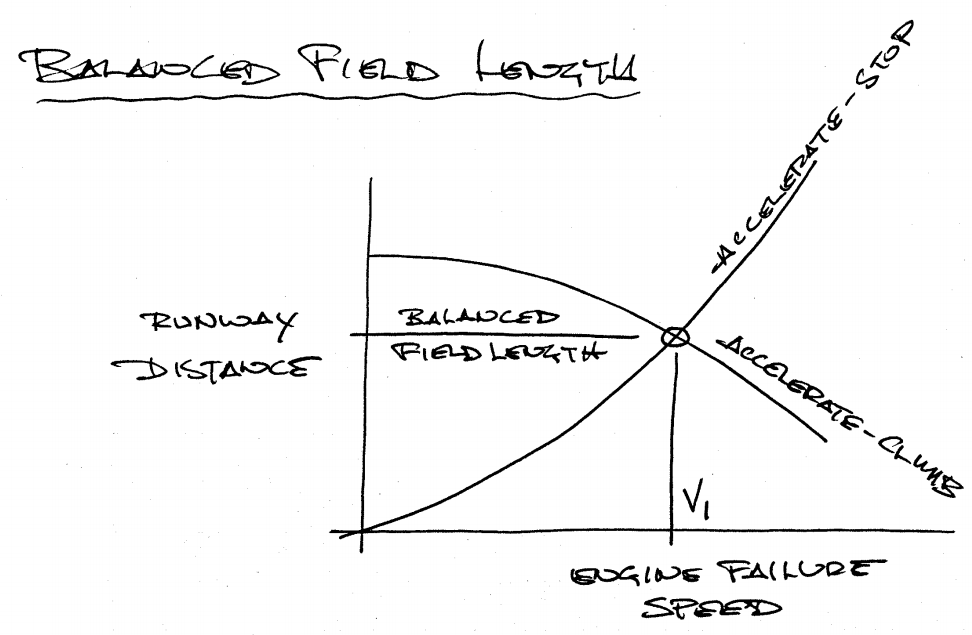 BALANCED FIELD LENGTH
ACCELERATE-STOP
RUNWAY
DISTANCE
BALANCED
FIELD LENGTH
ACCELERATE-CLIMB
V1
ENGINE FAILURE
SPEED